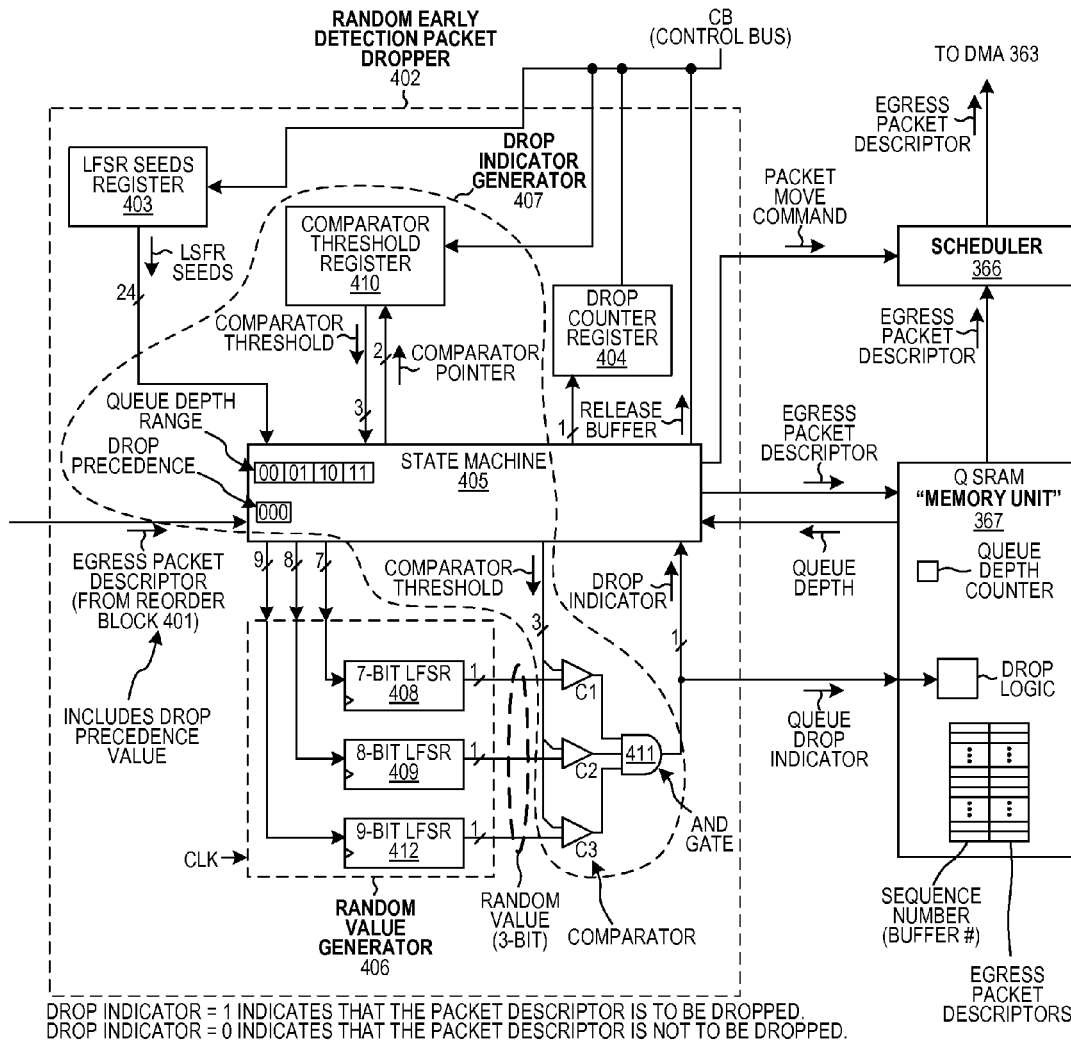 RANDOM EARLY
DETECTION PACKET
DROPPER
402
CB
(CONTROL BUS)
TO DMA 363
EGRESS
PACKET
DESCRIPTOR
LFSR SEEDS
REGISTER
403
DROP
INDICATOR
GENERATOR
407
LSFR
SEEDS
24
COMPARATOR
THRESHOLD
REGISTER
410
PACKET
MOVE
COMMAND
SCHEDULER
366
COMPARATOR
THRESHOLD
3
2
COMPARATOR
POINTER
DROP
COUNTER
REGISTER
404
1
RELEASE
BUFFER
EGRESS
PACKET
DESCRIPTOR
QUEUE DEPTH
RANGE
DROP
PRECEDENCE
00 01 10 11
000
STATE MACHINE
405
EGRESS
PACKET
DESCRIPTOR
Q SRAM
"MEMORY UNIT"
367
QUEUE
DEPTH
QUEUE
DEPTH
COUNTER
EGRESS PACKET
DESCRIPTOR
(FROM REORDER
BLOCK 401)
9
8
7
COMPARATOR
THRESHOLD
3
DROP
INDICATOR
1
INCLUDES DROP
PRECEDENCE
VALUE
7-BIT LFSR
408
1
C1
8-BIT LFSR
409
1
C2
411
9-BIT LFSR
412
1
C3
CLK
DROP
LOGIC
QUEUE
DROP
INDICATOR
AND
GATE
RANDOM
VALUE
GENERATOR
406
RANDOM
VALUE
(3-BIT)
COMPARATOR
SEQUENCE
NUMBER
(BUFFER #)
EGRESS
PACKET
DESCRIPTORS
DROP INDICATOR = 1 INDICATES THAT THE PACKET DESCRIPTOR IS TO BE DROPPED.
DROP INDICATOR = 0 INDICATES THAT THE PACKET DESCRIPTOR IS NOT TO BE DROPPED.